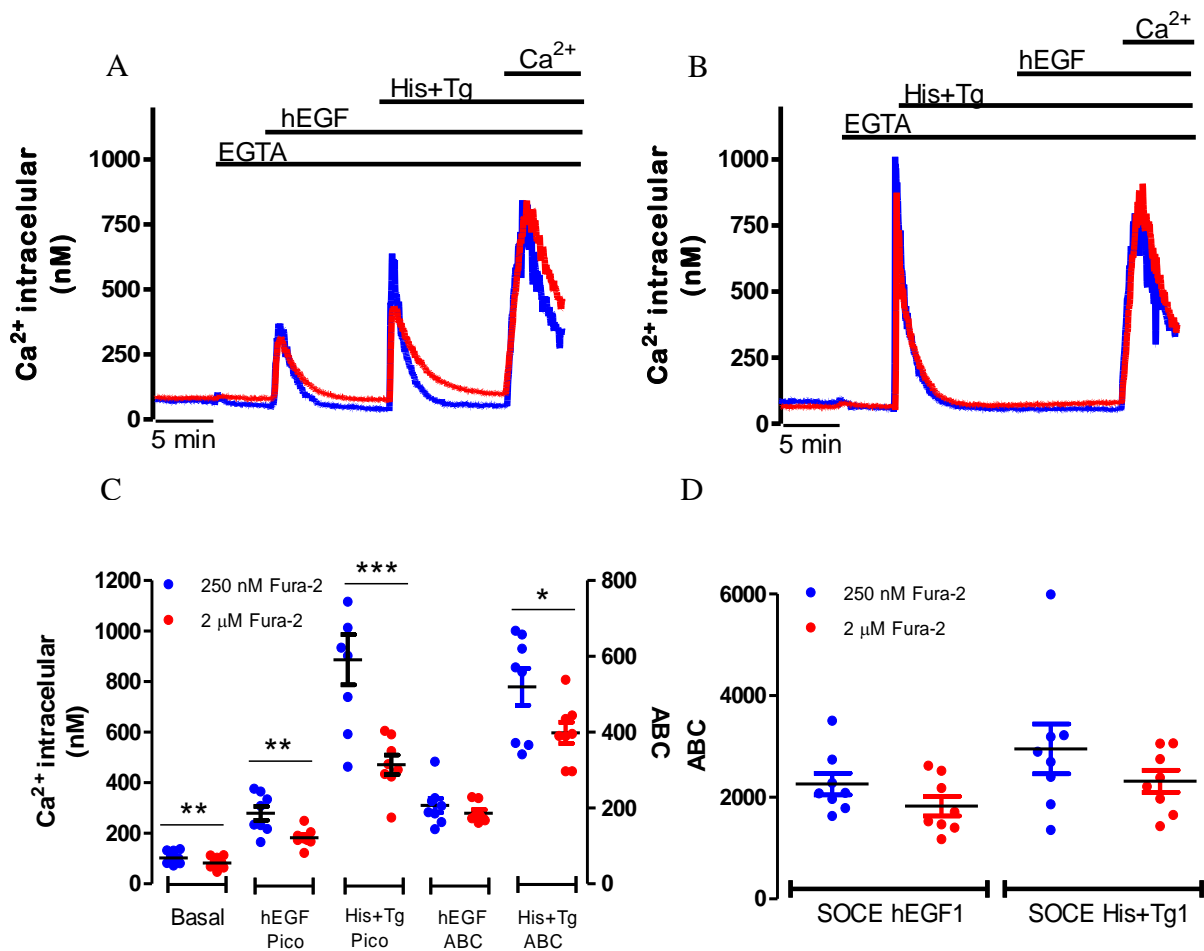 A
Ca2+
His+Tg
hEGF
EGTA
1000
750
500
250
0
Ca2+ intracelular
(nM)
5 min
B
Ca2+
hEGF
His+Tg
EGTA
1000
750
500
250
0
Ca2+ intracelular
(nM)
5 min
C
250 nM Fura-2
2 μM Fura-2
1200
1000
800
600
400
200
0
Ca2+ intracelular
(nM)
**
**
***
*
800
600
400
200
0
ABC
Basal
hEGF
Pico
His+Tg
Pico
hEGF
ABC
His+Tg
ABC
D
250 nM Fura-2
2 μM Fura-2
6000
4000
2000
0
ABC
SOCE hEGF1
SOCE His+Tg1